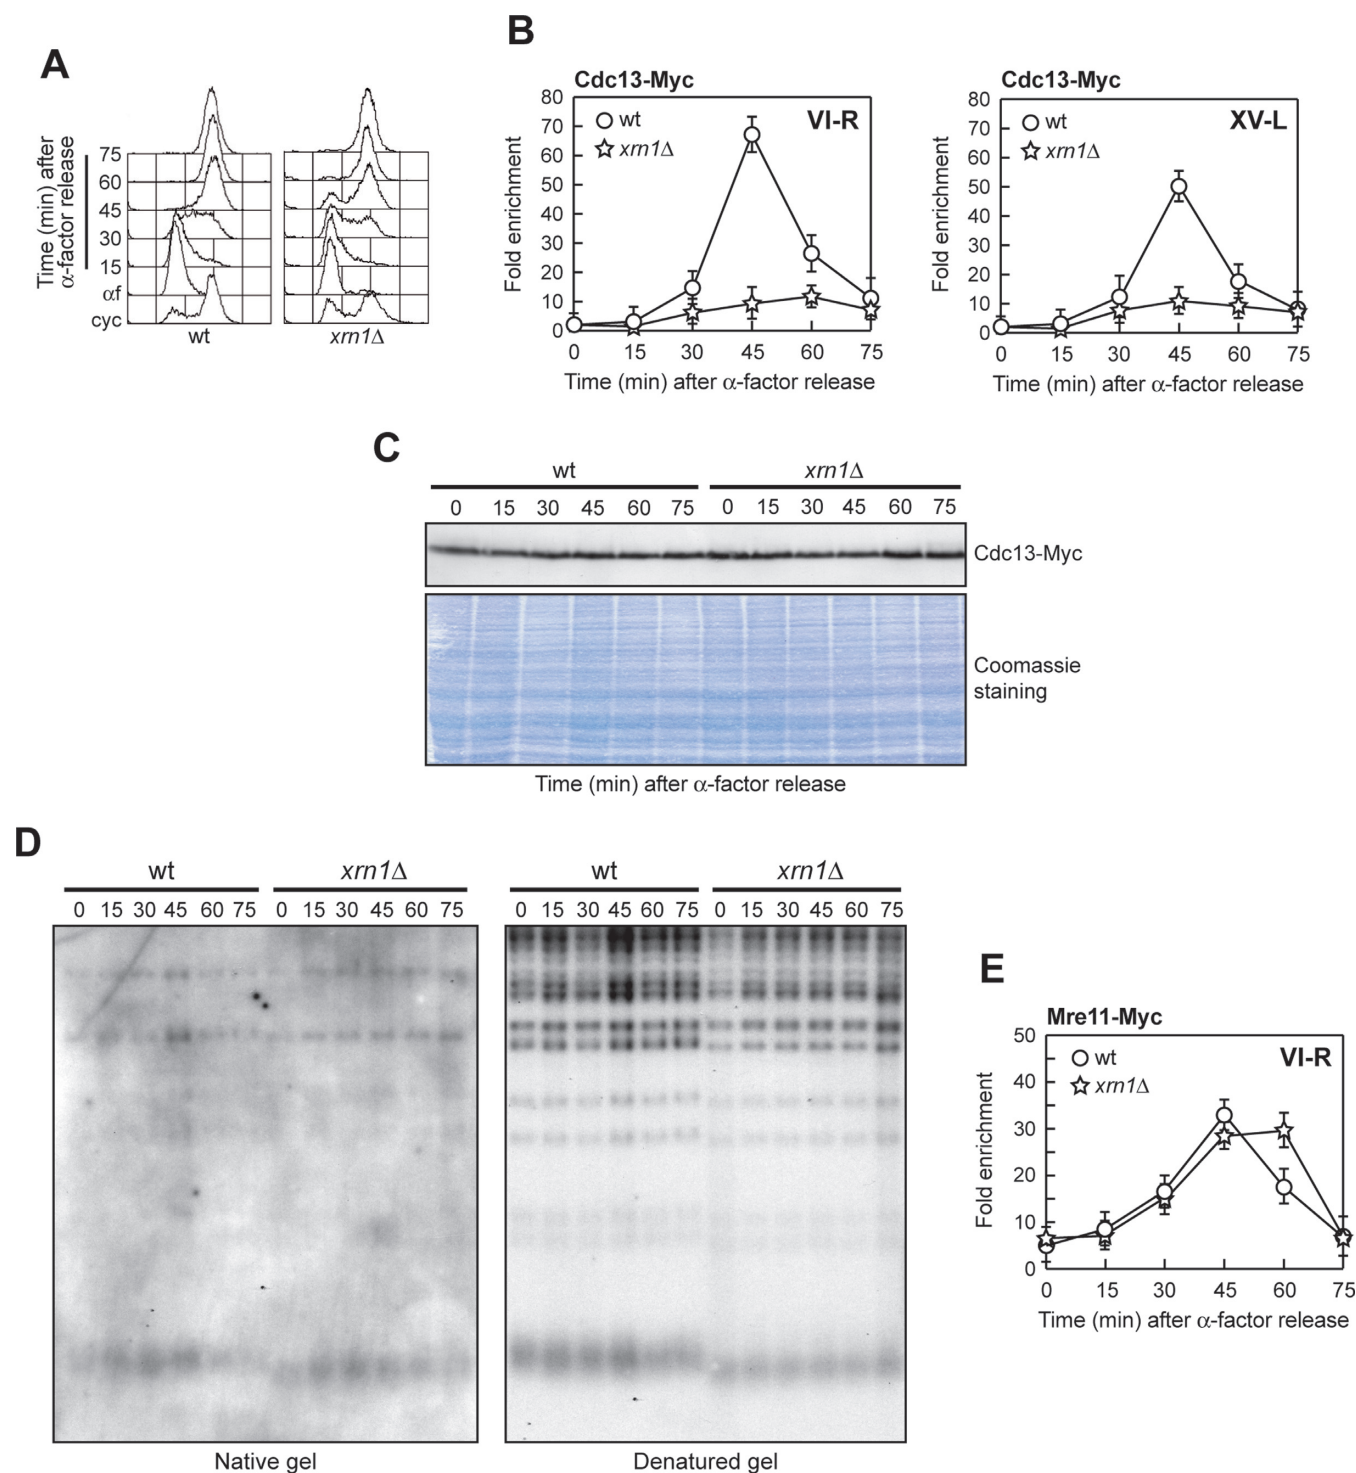 A
Time (min) after
α-factor release
75
60
45
30
15
αf
cyc
wt
xrn1Δ
B
Cdc13-Myc
VI-R
wt
xrn1Δ
Fold enrichment
80
70
60
50
40
30
20
10
0
0 15 30 45 60 75
Time (min) after α-factor release
Cdc13-Myc
XV-L
wt
xrn1Δ
Fold enrichment
80
70
60
50
40
30
20
10
0
0 15 30 45 60 75
Time (min) after α-factor release
C
wt xrn1Δ
0 15 30 45 60 75 0 15 30 45 60 75
Cdc13-Myc
Coomassie
staining
Time (min) after α-factor release
D
wt xrn1Δ
0 15 30 45 60 75 0 15 30 45 60 75
Native gel
wt xrn1Δ
0 15 30 45 60 75 0 15 30 45 60 75
Denatured gel
E
Mre11-Myc
VI-R
wt
xrn1Δ
Fold enrichment
50
40
30
20
10
0
0 15 30 45 60 75
Time (min) after α-factor release